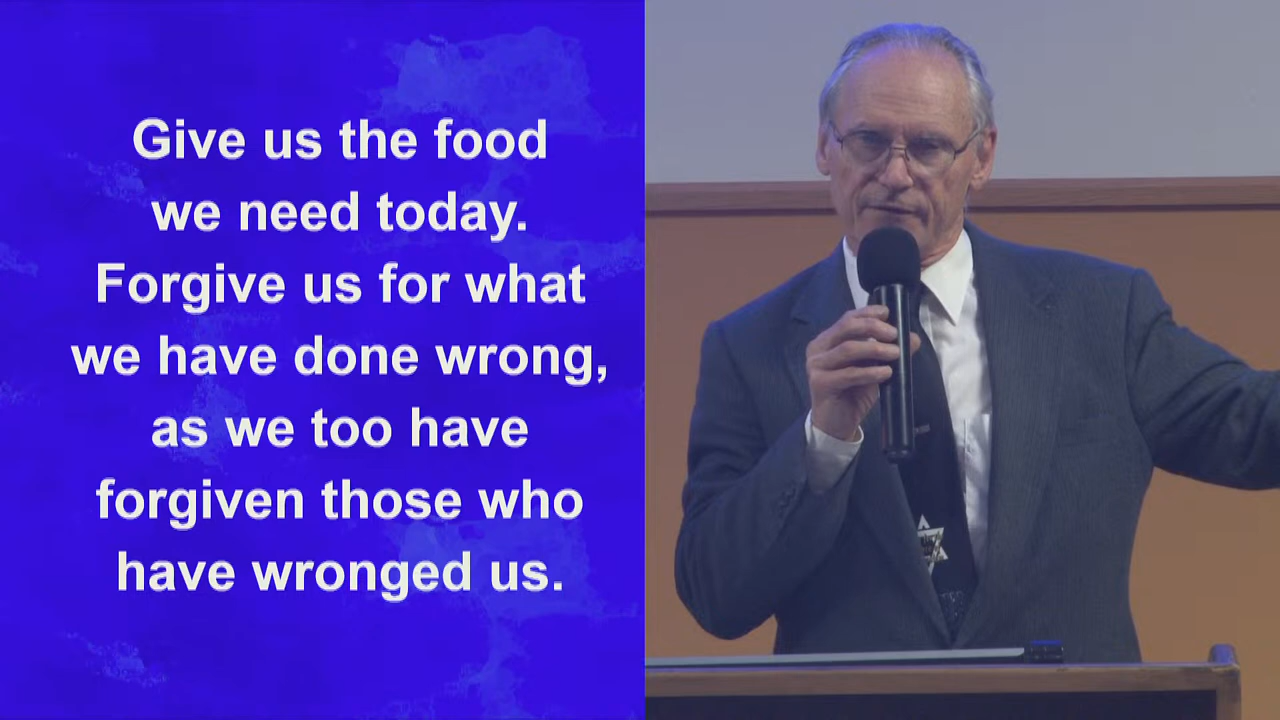 Give us the food
we need today.
Forgive us for what
we have done wrong,
as we too have
forgiven those who
have wronged us.